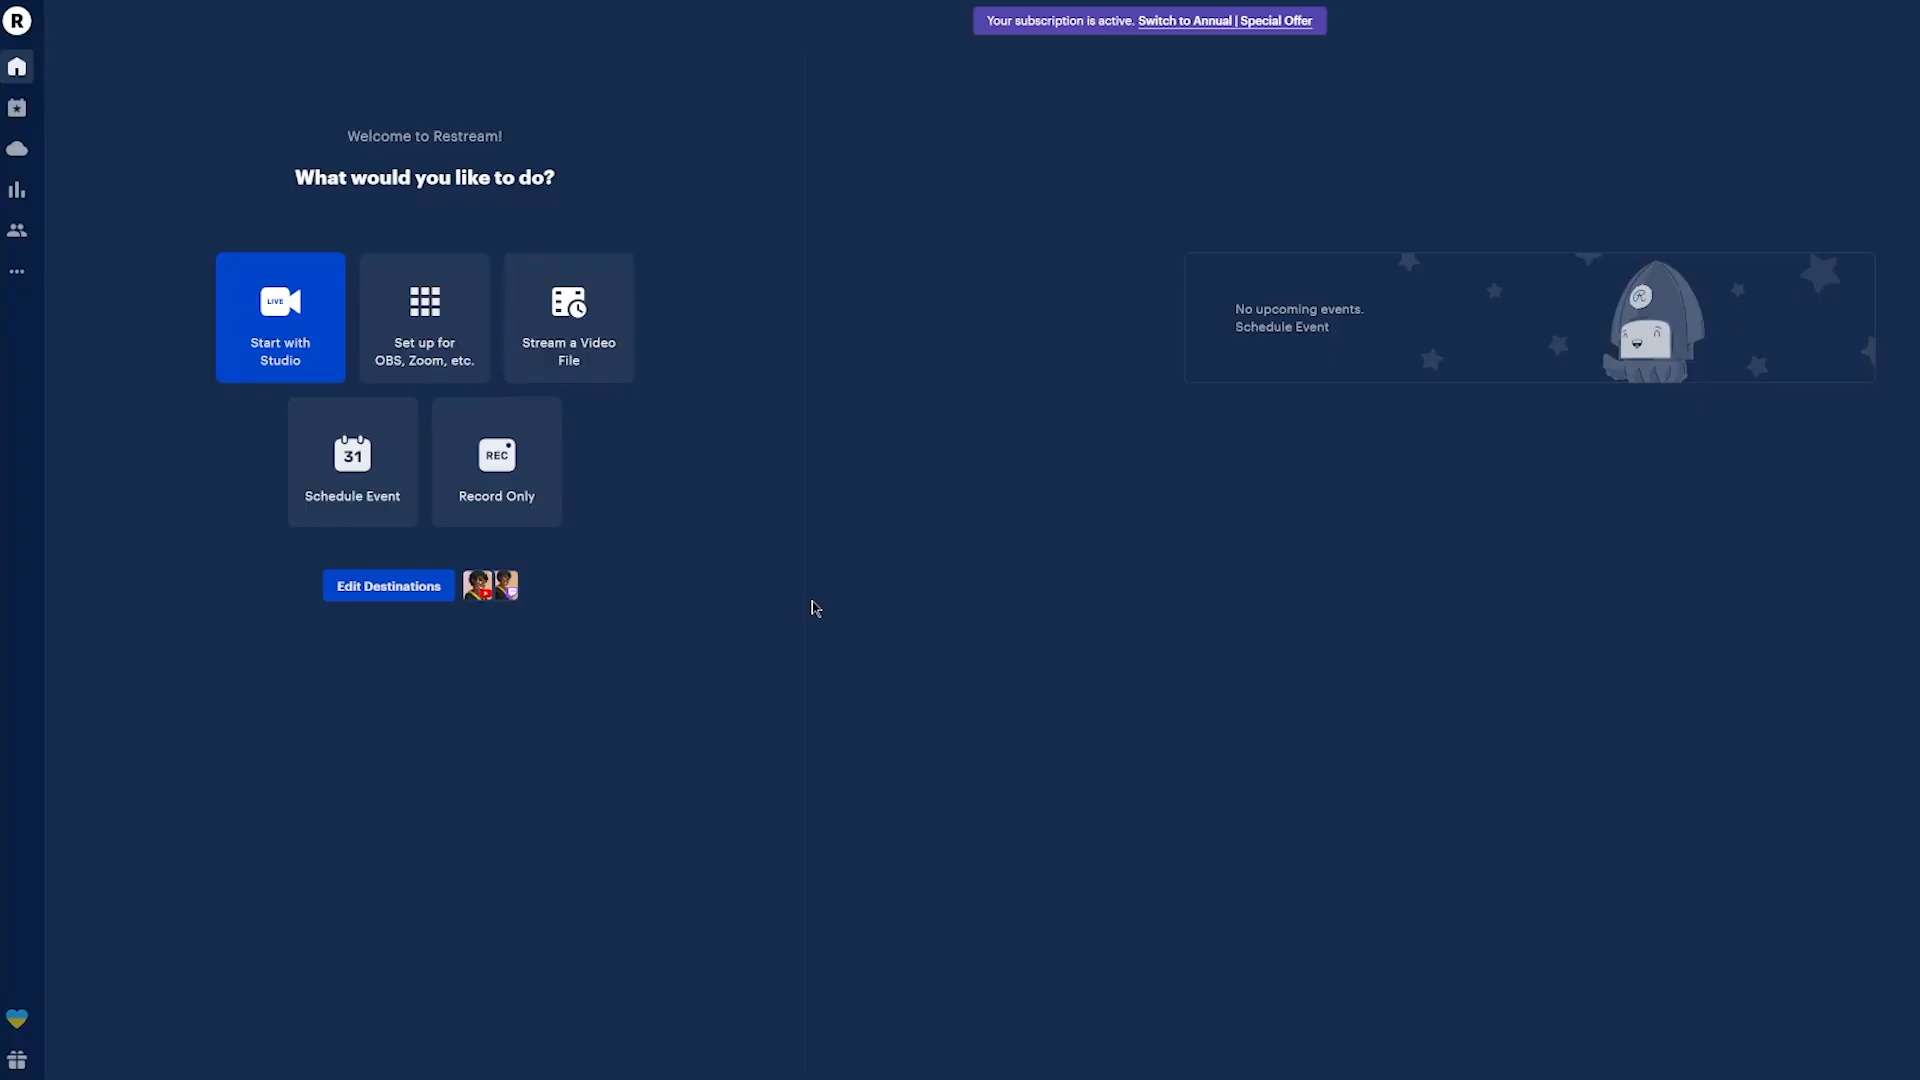 R
Your subscription is active. Switch to Annual | Special Offer
Welcome to Restream!
What would you like to do?
LIVE
Start with
Studio
Set up for
OBS, Zoom, etc.
Stream a Video
File
31
Schedule Event
REC
Record Only
Edit Destinations
No upcoming events.
Schedule Event
R